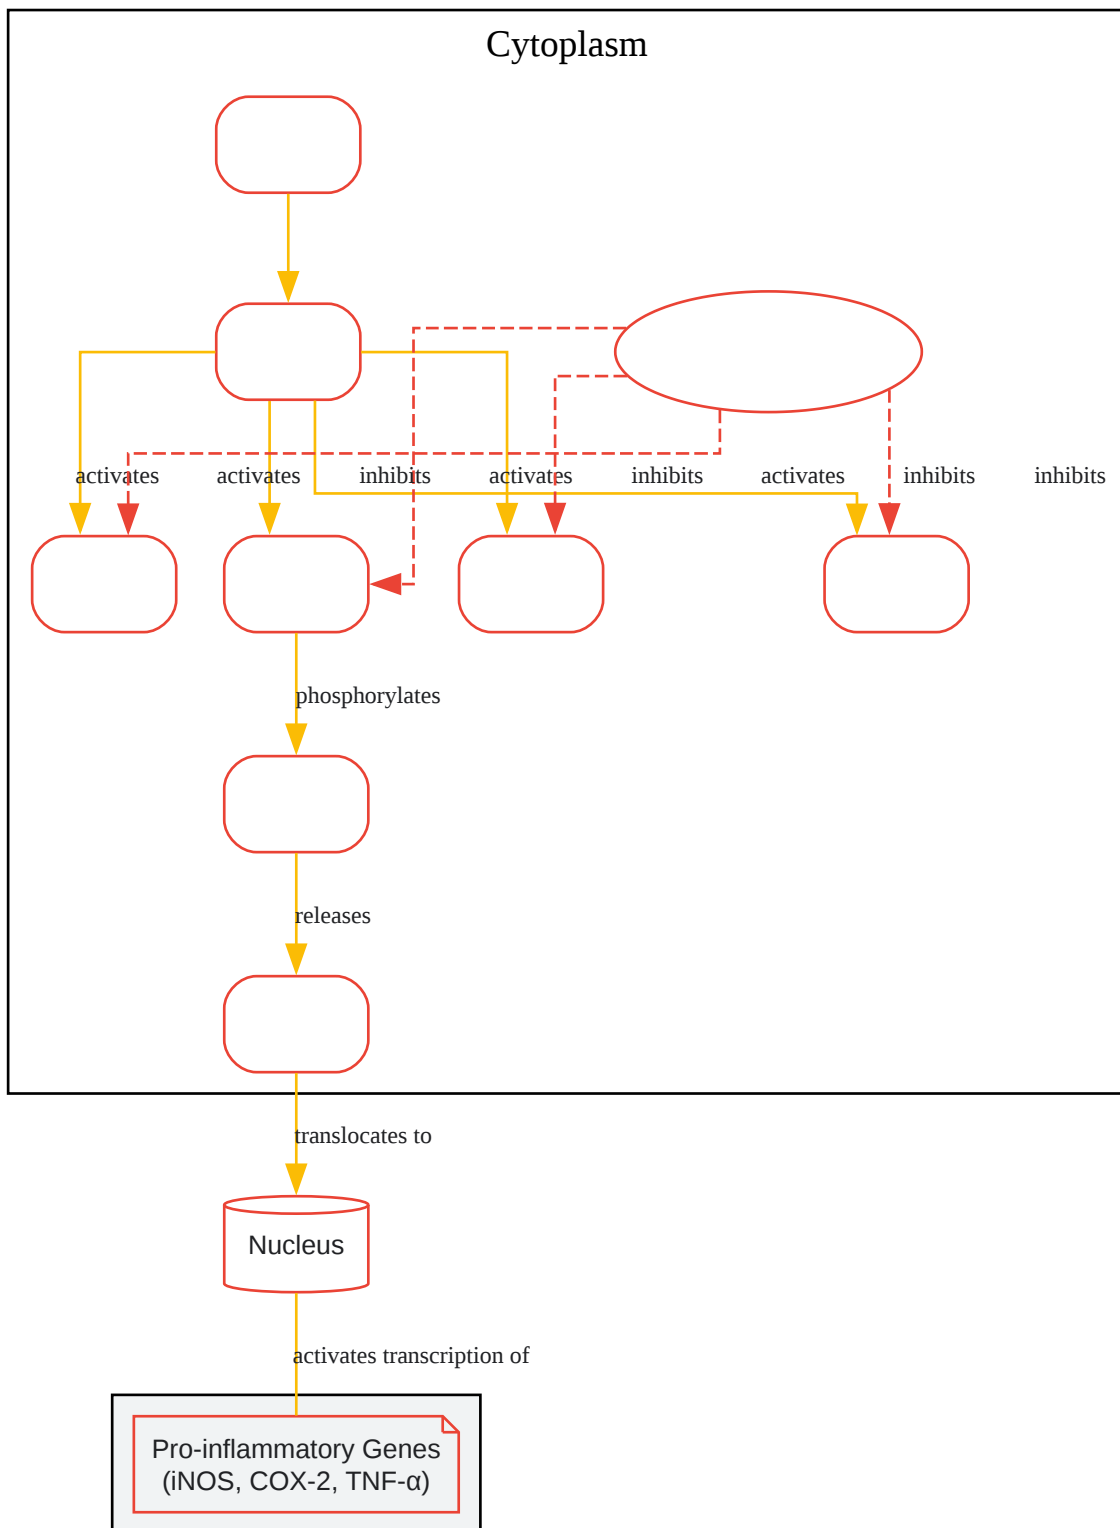 Cytoplasm
activates
activates
inhibits
activates
inhibits
activates
inhibits
inhibits
phosphorylates
releases
translocates to
Nucleus
activates transcription of
Pro-inflammatory Genes
(iNOS, COX-2, TNF-α)